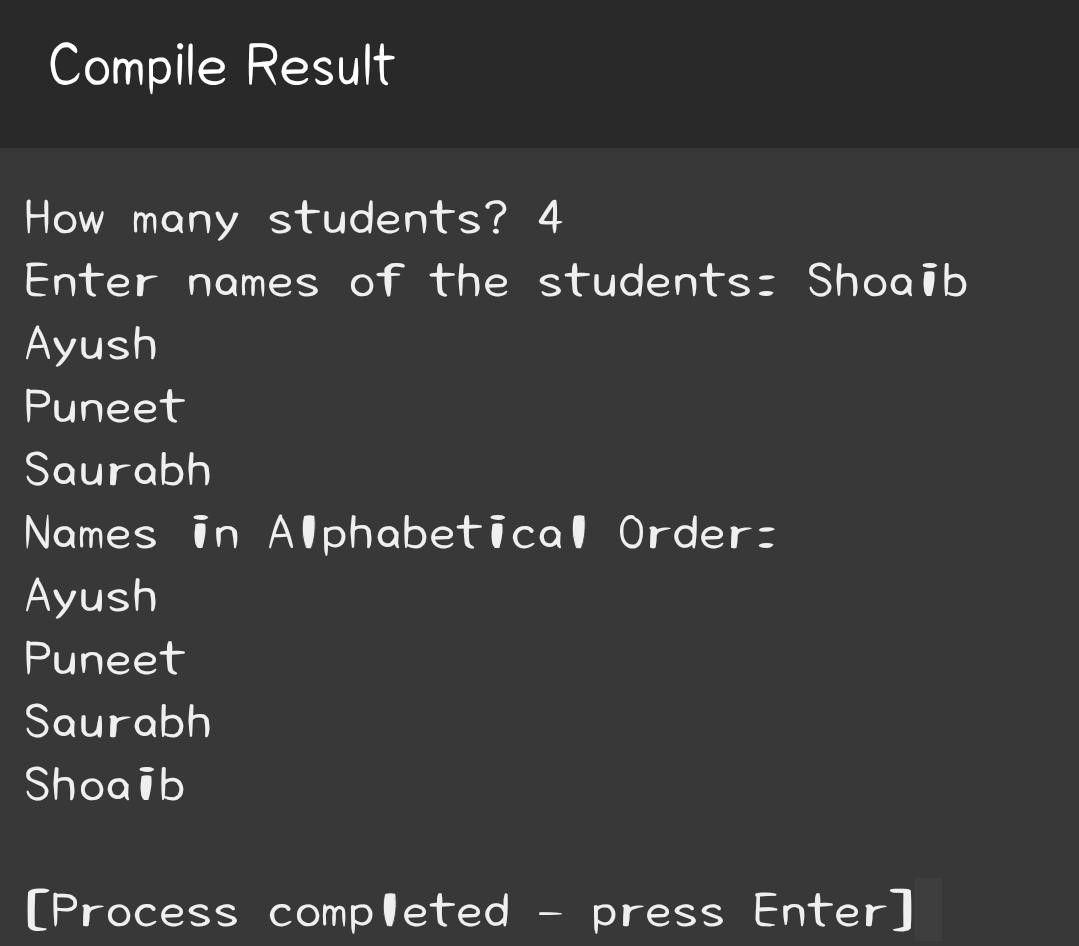 Compile Result
How many students? 4
Enter names of the students: Shoaib
Ayush
Puneet
Saurabh
Names in Alphabetical Order:
Ayush
Puneet
Saurabh
Shoaib
[Process completed - press Enter]